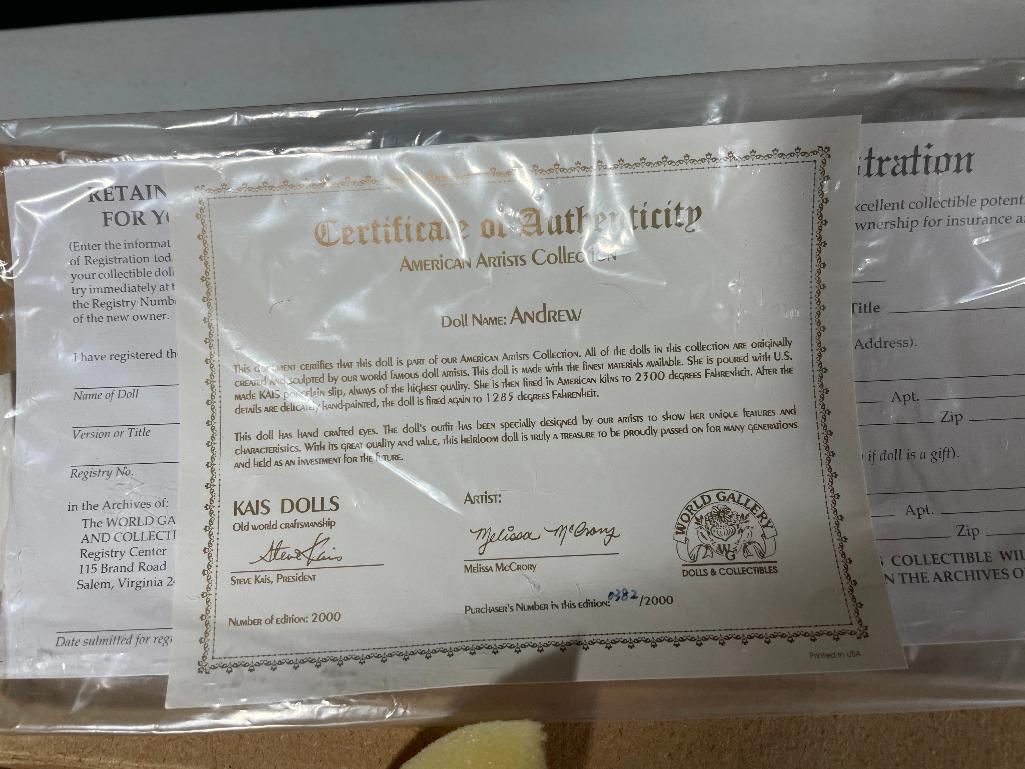 RETAIN
FOR
(Enter the informat
of Registration tod
your collectible doll
try immediately at t
the Registry Numb
of the new owner.
I have registered th
Name of Doll
Version or Title
Registry No.
in the Archives of:
The WORLD GA
AND COLLECTI
Registry Center
115 Brand Road
Salem, Virginia 2
Date submitted for regi
Certificate of Authenticity
American Artists Collection
Doll Name: Andrew
This document certifies that this doll is part of our American Artists Collection. All of the dolls in this collection are originally
created and sculpted by our world famous doll artists. This doll is made with the finest materials available. She is poured with U.S.
made KAIS porcelain slip, always of the highest quality. She is then fired in American kilns to 2300 degrees Fahrenheit. After the
details are delicately hand-painted, the doll is fired again to 1285 degrees Fahrenheit.
This doll has hand crafted eyes. The doll's outfit has been specially designed by our artists to show her unique features and
characteristics. With its great quality and value, this heirloom doll is truly a treasure to be proudly passed on for many generations
and held as an investment for the future.
KAIS DOLLS
Old world craftsmanship
Steve Kais
Steve Kais, President
Number of edition: 2000
Artist:
Melissa McCrory
Melissa McCrory
Purchaser's Number in this edition: 0382/2000
WORLD GALLERY
WG
DOLLS & COLLECTIBLES
Printed in USA
tration
xcellent collectible potent
wnership for insurance a
Title
Address).
Apt.
Zip
if doll is a gift).
Apt.
Zip
COLLECTIBLE WIL
N THE ARCHIVES O